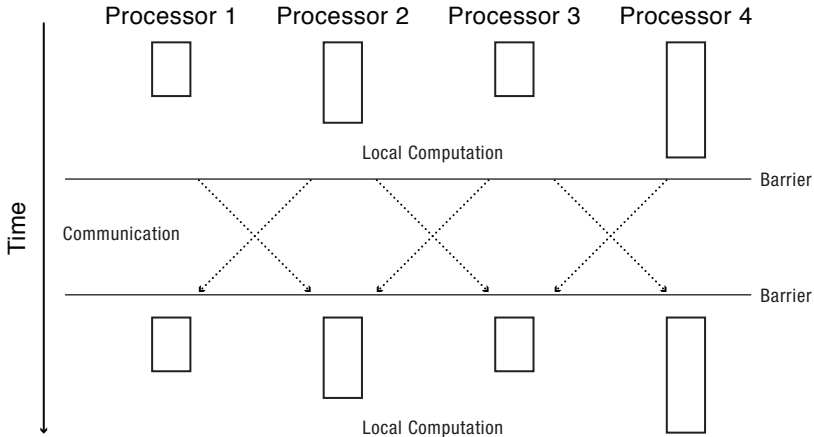 Processor 1 Processor 2 Processor 3 Processor 4
Local Computation
Barrier
Communication
Time
Barrier
Local Computation